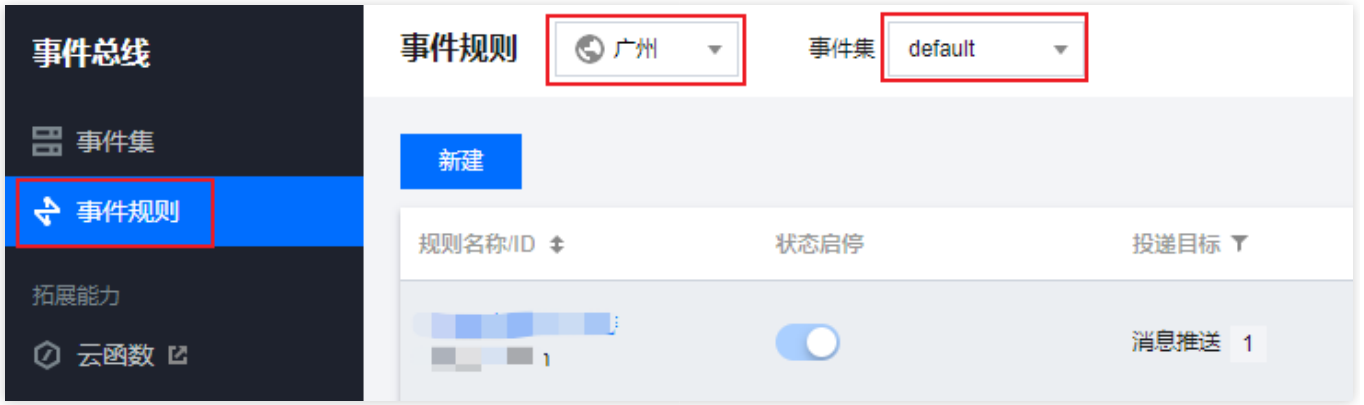 事件总线
事件集
事件规则
拓展能力
云函数
事件规则 广州 事件集 default
新建
规则名称/ID 状态启停 投递目标
消息推送 1